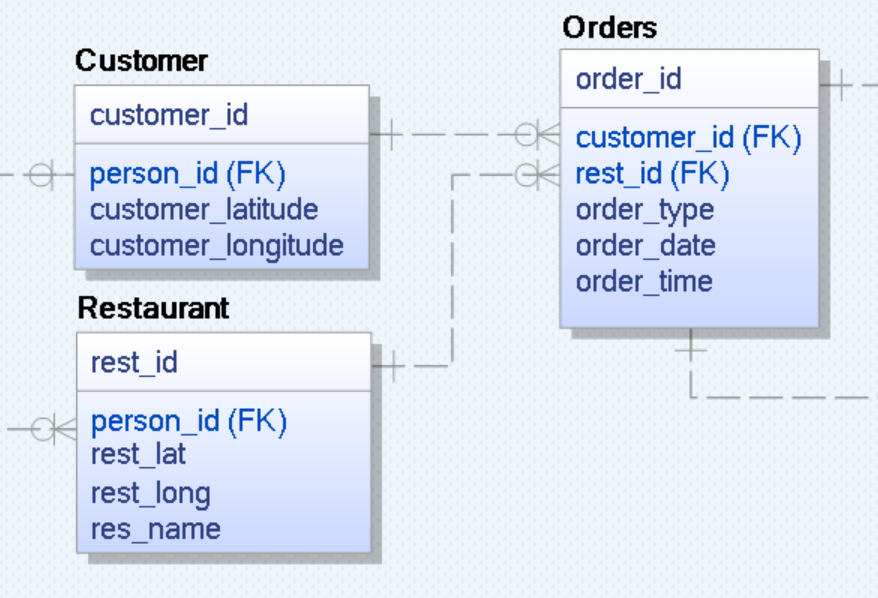 Customer
customer_id
person_id (FK)
customer_latitude
customer_longitude
Restaurant
rest_id
person_id (FK)
rest_lat
rest_long
res_name
Orders
order_id
customer_id (FK)
rest_id (FK)
order_type
order_date
order_time